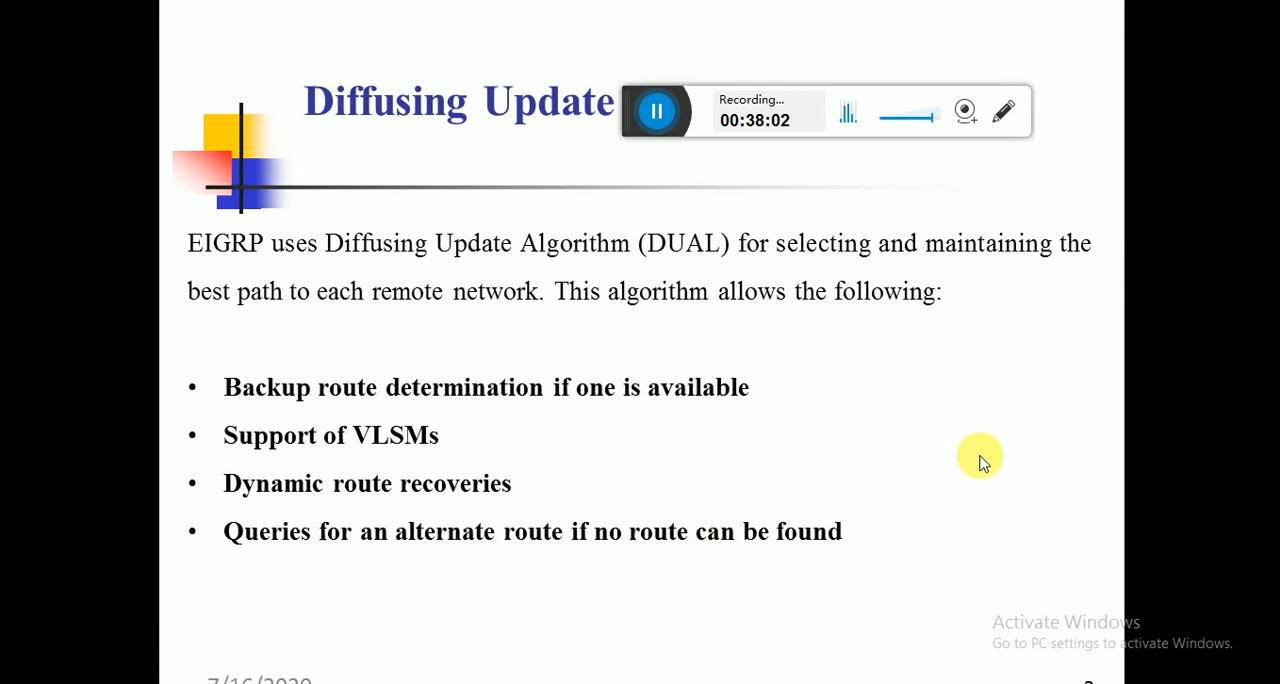 Diffusing Update
Recording...
00:38:02
EIGRP uses Diffusing Update Algorithm (DUAL) for selecting and maintaining the
best path to each remote network. This algorithm allows the following:
• Backup route determination if one is available
• Support of VLSMs
• Dynamic route recoveries
• Queries for an alternate route if no route can be found
Activate Windows
Go to PC settings to activate Windows.
7/16/2020